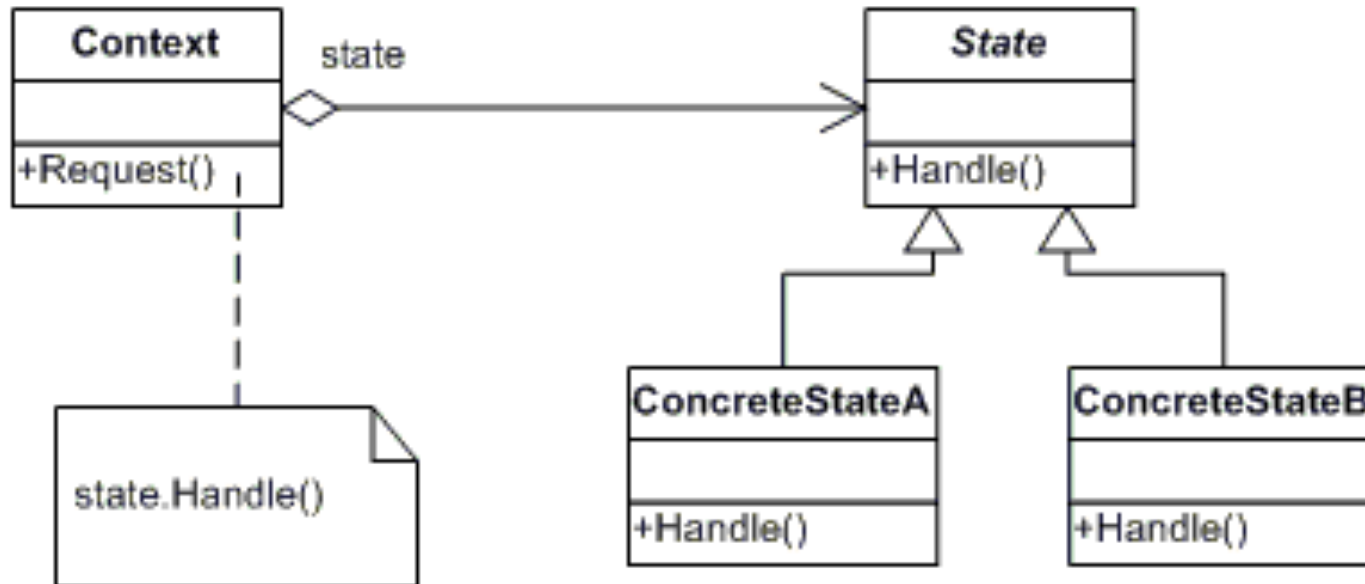 Context
state
State
+Request()
+Handle()
ConcreteStateA
ConcreteStateB
state.Handle()
+Handle()
+Handle()